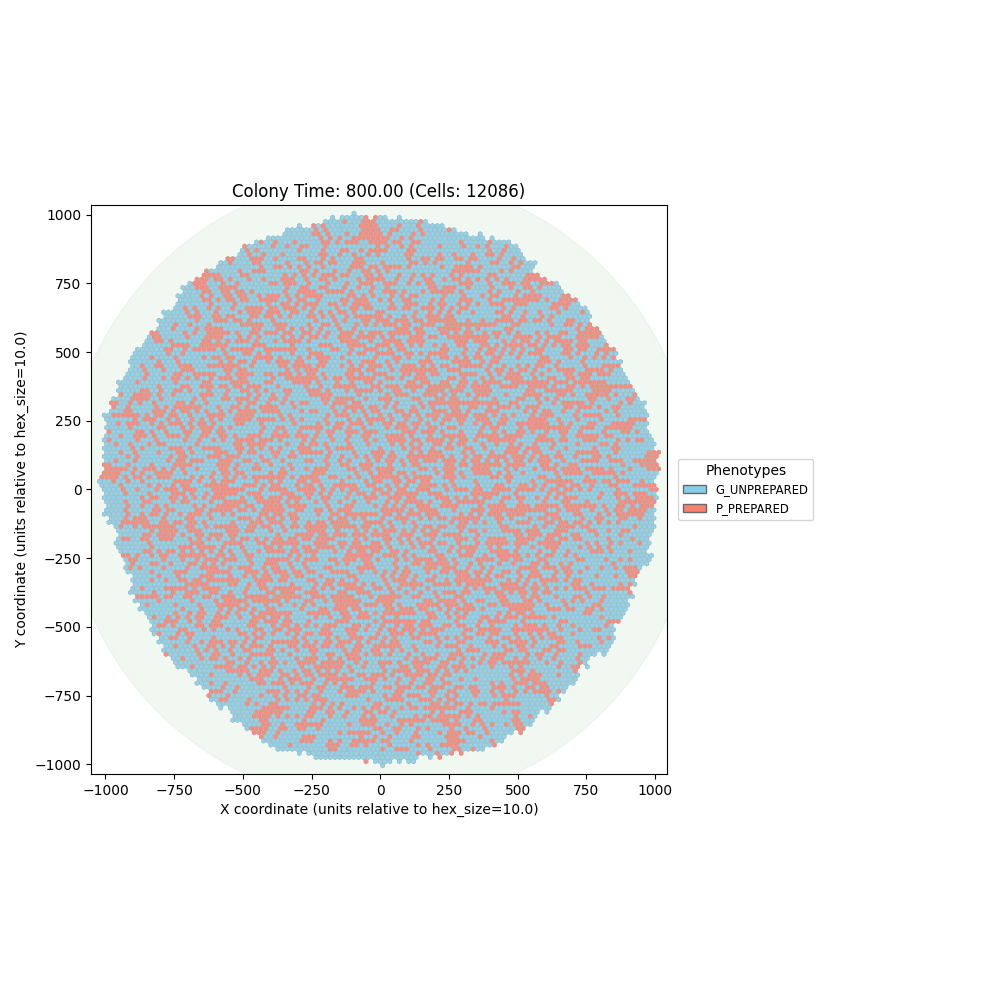 Colony Time: 800.00 (Cells: 12086)
Y coordinate (units relative to hex_size=10.0)
1000
750
500
250
0
−250
−500
−750
−1000
−1000 −750 −500 −250 0 250 500 750 1000
X coordinate (units relative to hex_size=10.0)
Phenotypes
G_UNPREPARED
P_PREPARED